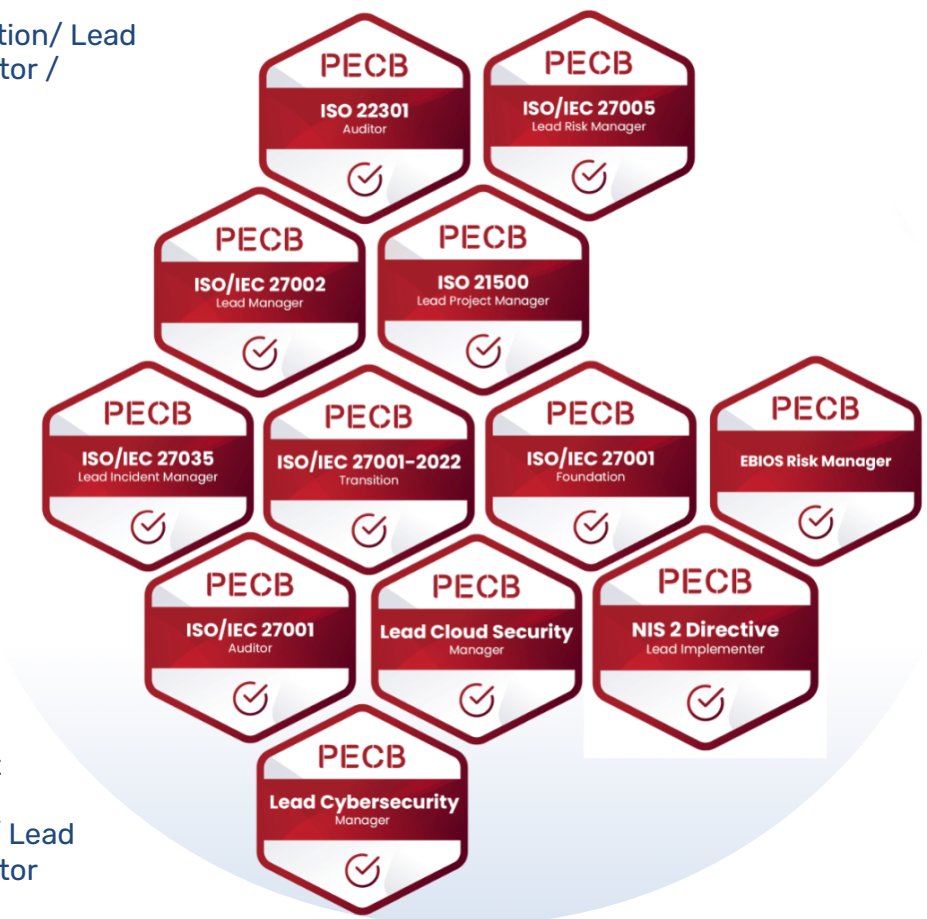 PECB
ISO 22301
Auditor
PECB
ISO/IEC 27005
Lead Risk Manager
PECB
ISO/IEC 27002
Lead Manager
PECB
ISO 21500
Lead Project Manager
PECB
ISO/IEC 27035
Lead Incident Manager
PECB
ISO/IEC 27001-2022
Transition
PECB
ISO/IEC 27001
Foundation
PECB
EBIOS Risk Manager
PECB
ISO/IEC 27001
Auditor
PECB
Lead Cloud Security
Manager
PECB
NIS 2 Directive
Lead Implementer
PECB
Lead Cybersecurity
Manager
/ Lead
Lead